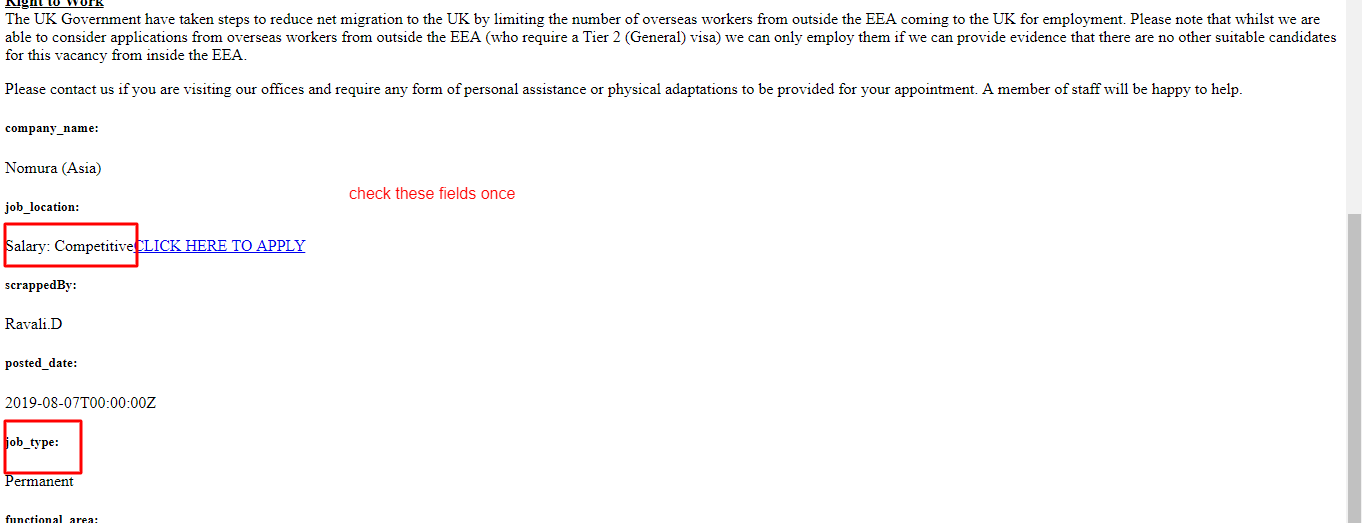 Right to Work
The UK Government have taken steps to reduce net migration to the UK by limiting the number of overseas workers from outside the EEA coming to the UK for employment. Please note that whilst we are
able to consider applications from overseas workers from outside the EEA (who require a Tier 2 (General) visa) we can only employ them if we can provide evidence that there are no other suitable candidates
for this vacancy from inside the EEA.
Please contact us if you are visiting our offices and require any form of personal assistance or physical adaptations to be provided for your appointment. A member of staff will be happy to help.
company_name:
Nomura (Asia)
check these fields once
job_location:
Salary: CompetitiveCLICK HERE TO APPLY
scrappedBy:
Ravali.D
posted_date:
2019-08-07T00:00:00Z
job_type:
Permanent
functional_area: